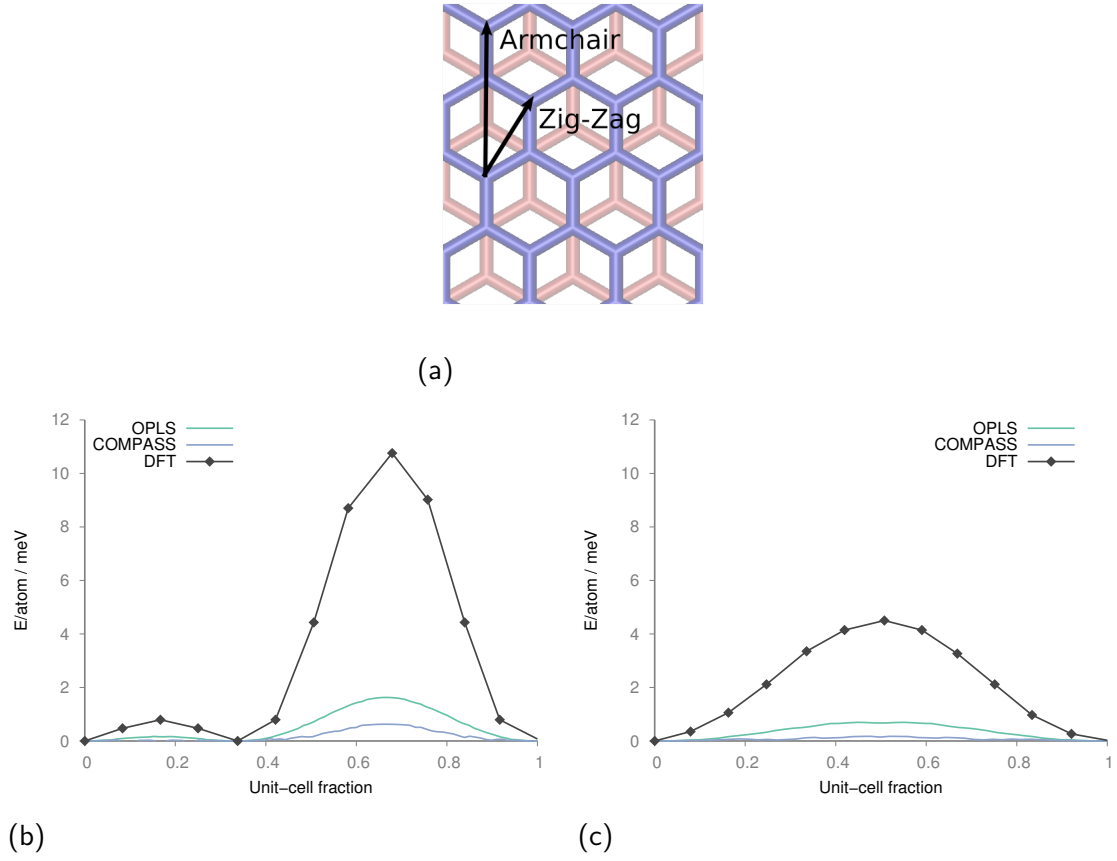 Armchair
Zig-Zag
(a)
12
10
8
6
4
2
0
E/atom / meV
OPLS
COMPASS
DFT
0
0.2
0.4
0.6
0.8
1
Unit−cell fraction
(b)
12
10
8
6
4
2
0
E/atom / meV
OPLS
COMPASS
DFT
0
0.2
0.4
0.6
0.8
1
Unit−cell fraction
(c)